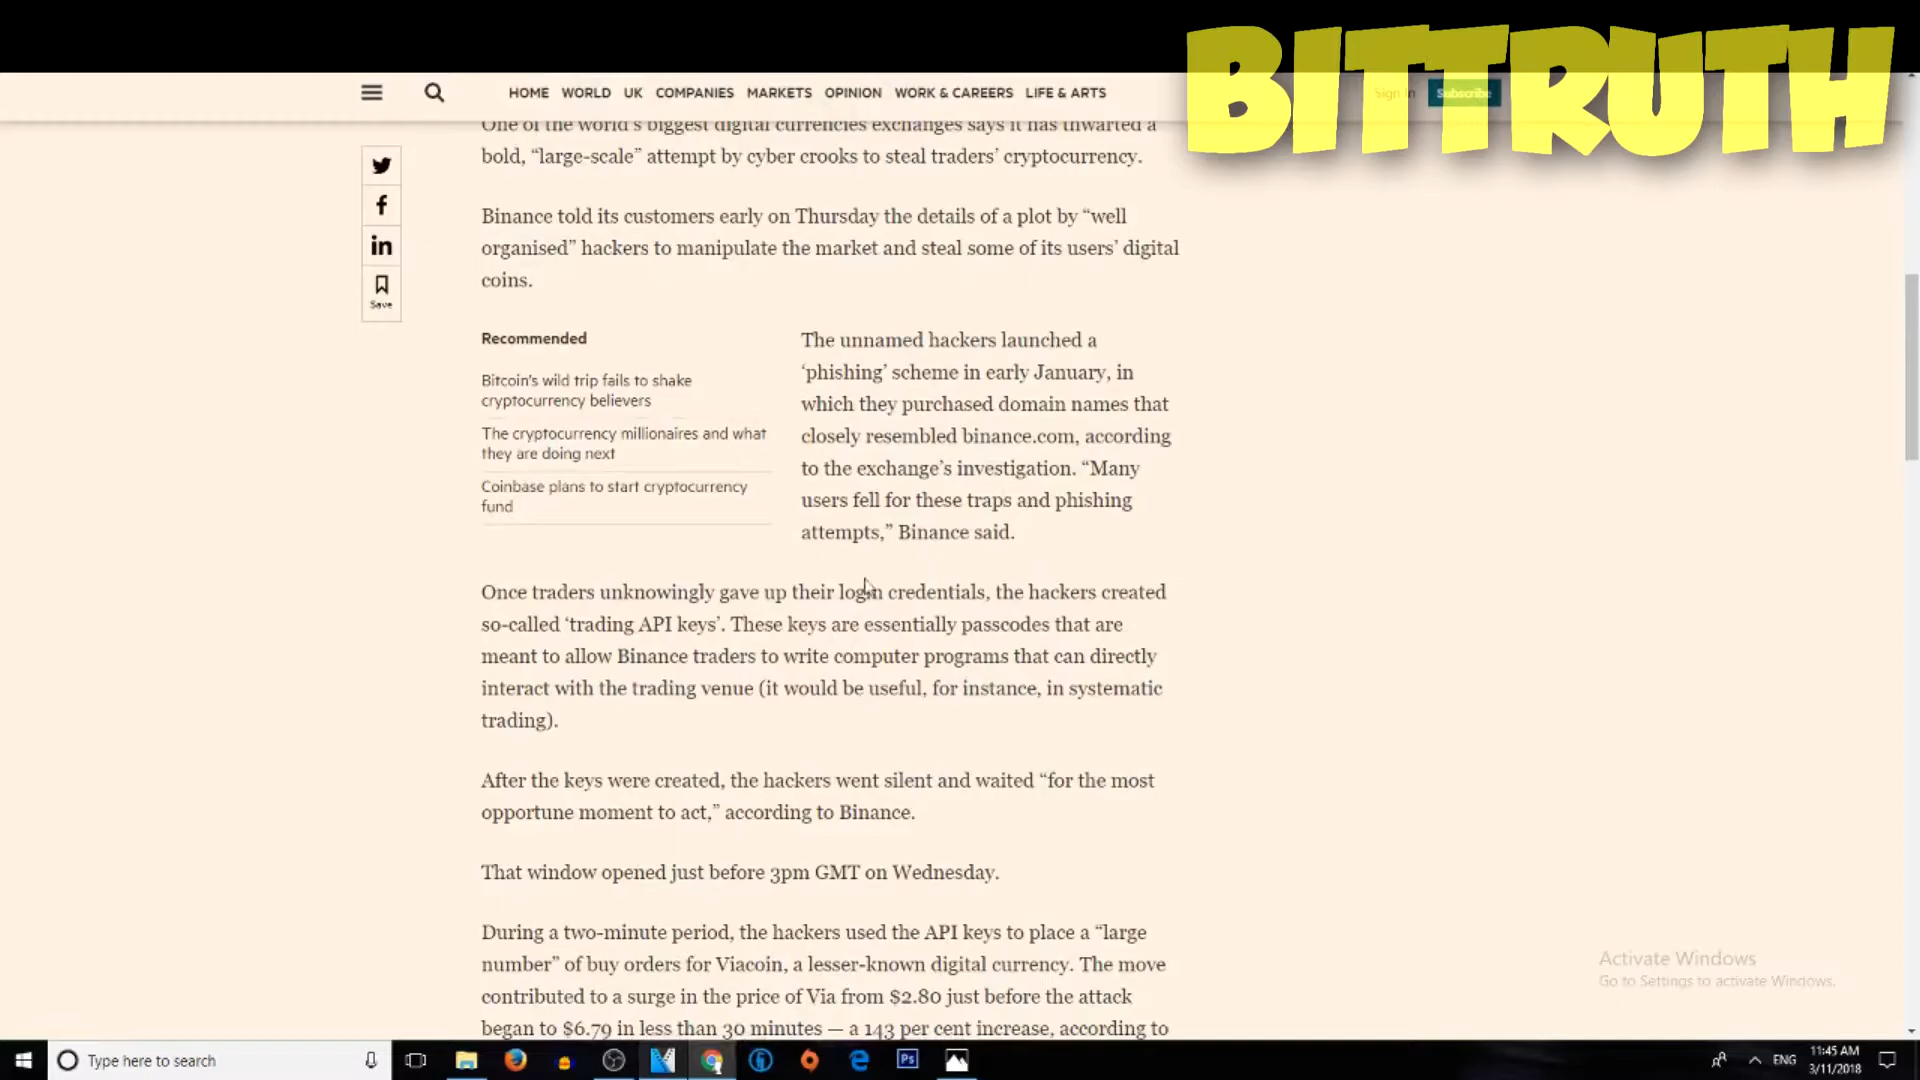 BITTRUTH
HOME WORLD UK COMPANIES MARKETS OPINION WORK & CAREERS LIFE & ARTS
Sign In Subscribe
One of the world's biggest digital currencies exchanges says it has thwarted a
bold, “large-scale” attempt by cyber crooks to steal traders’ cryptocurrency.
Save
Binance told its customers early on Thursday the details of a plot by “well
organised” hackers to manipulate the market and steal some of its users’ digital
coins.
Recommended
Bitcoin’s wild trip fails to shake
cryptocurrency believers
The cryptocurrency millionaires and what
they are doing next
Coinbase plans to start cryptocurrency
fund
The unnamed hackers launched a
‘phishing’ scheme in early January, in
which they purchased domain names that
closely resembled binance.com, according
to the exchange’s investigation. “Many
users fell for these traps and phishing
attempts,” Binance said.
Once traders unknowingly gave up their login credentials, the hackers created
so-called ‘trading API keys’. These keys are essentially passcodes that are
meant to allow Binance traders to write computer programs that can directly
interact with the trading venue (it would be useful, for instance, in systematic
trading).
After the keys were created, the hackers went silent and waited “for the most
opportune moment to act,” according to Binance.
That window opened just before 3pm GMT on Wednesday.
During a two-minute period, the hackers used the API keys to place a “large
number” of buy orders for Viacoin, a lesser-known digital currency. The move
contributed to a surge in the price of Via from $2.80 just before the attack
began to $6.79 in less than 30 minutes — a 143 per cent increase, according to
Activate Windows
Go to Settings to activate Windows.
Type here to search
Ps
ENG
11:45 AM
3/11/2018